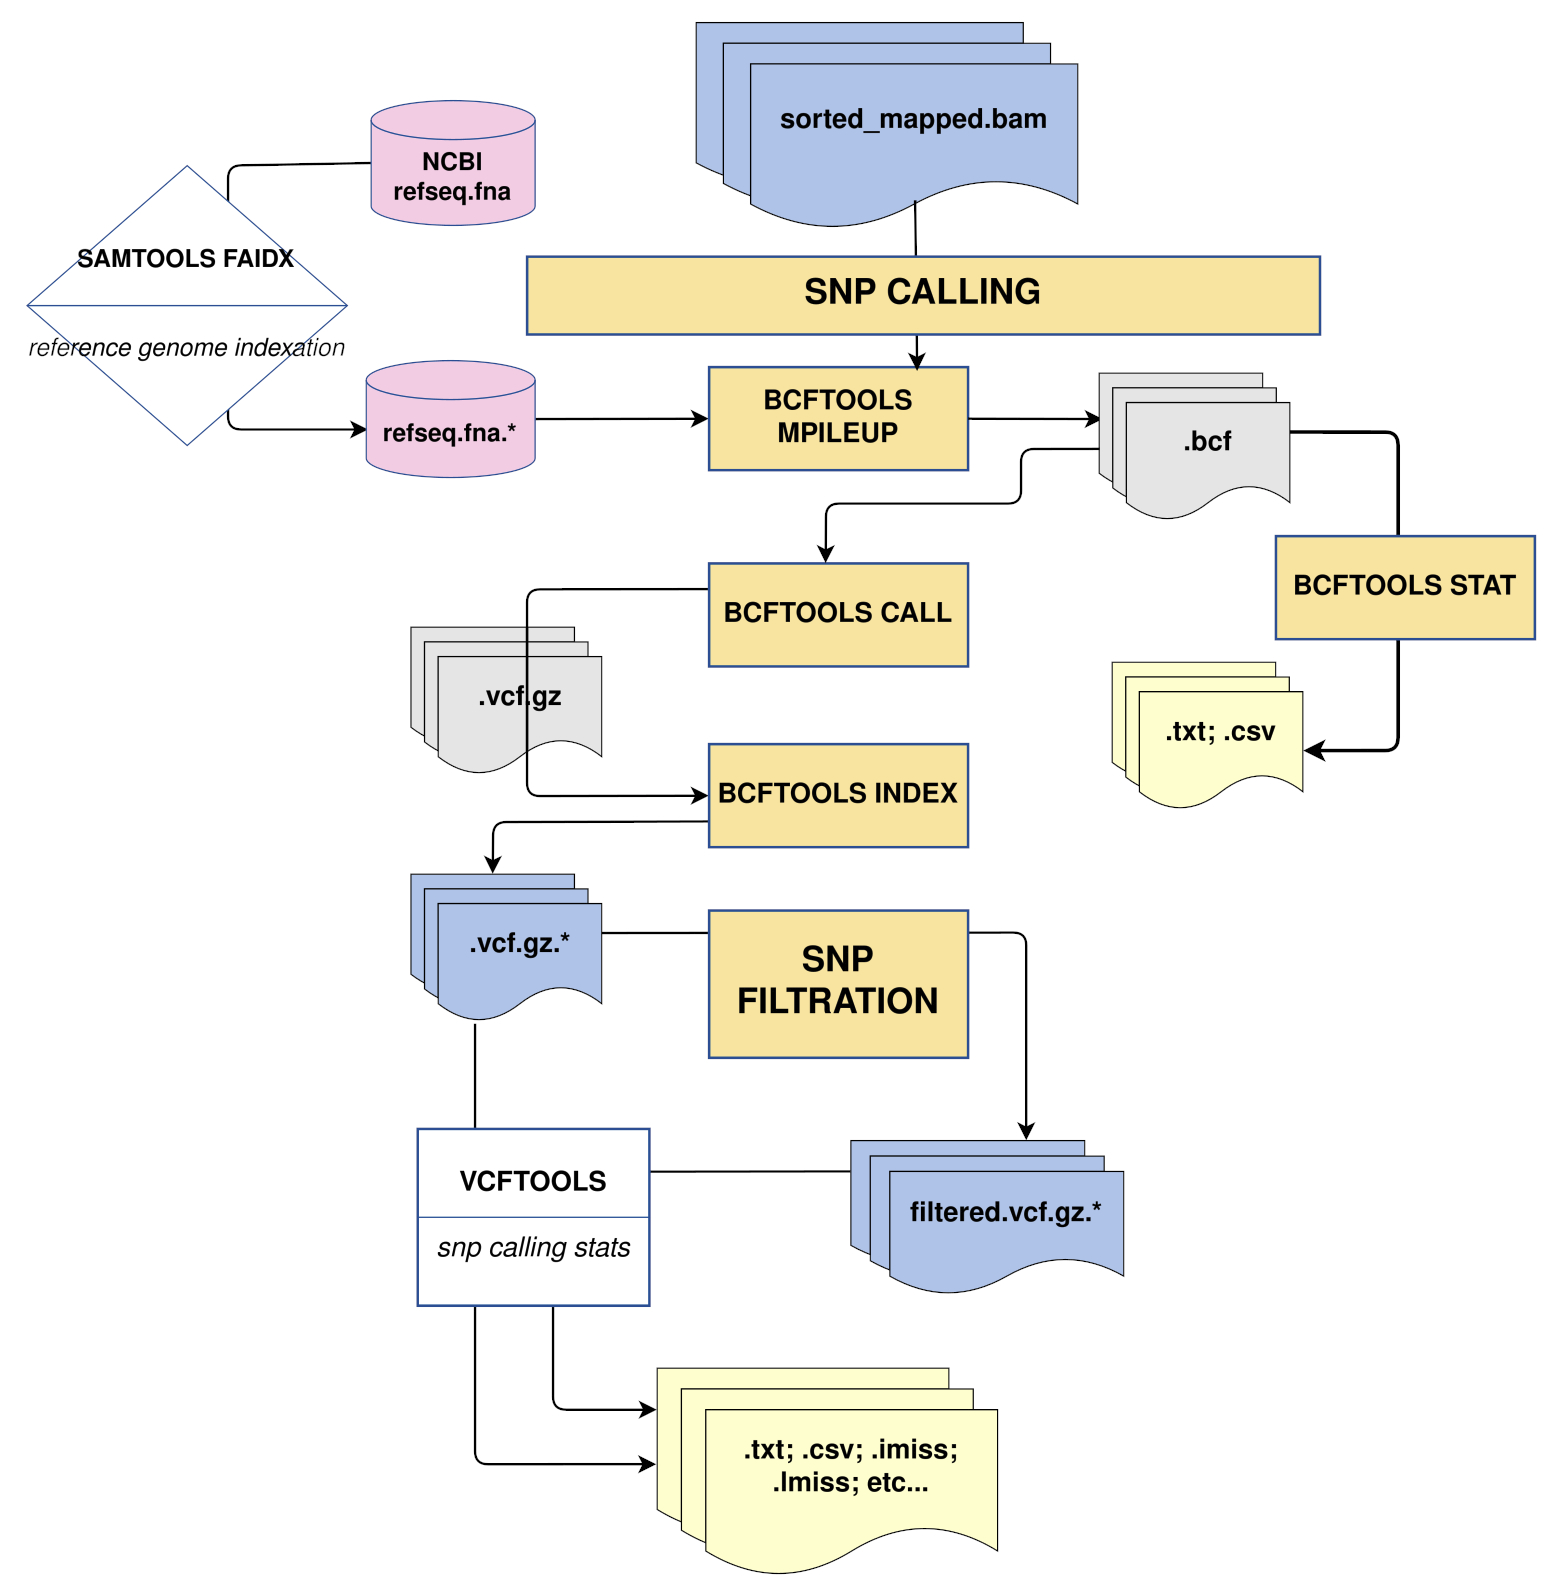 sorted_mapped.bam
NCBI
refseq.fna
SAMTOOLS FAIDX
reference genome indexation
SNP CALLING
refseq.fna.*
BCFTOOLS
MPILEUP
.bcf
BCFTOOLS STAT
BCFTOOLS CALL
.vcf.gz
.txt; .csv
BCFTOOLS INDEX
.vcf.gz.*
SNP
FILTRATION
VCFTOOLS
snp calling stats
filtered.vcf.gz.*
.txt; .csv; .imiss;
.lmiss; etc...